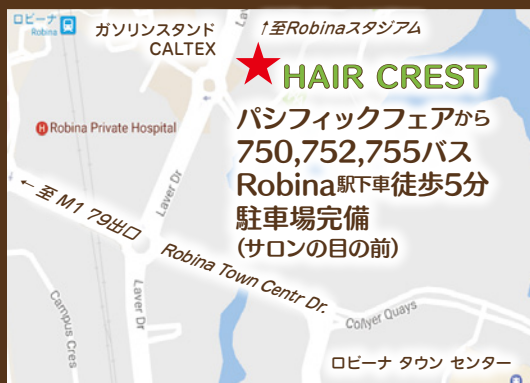 ロビーナ
Robina
ガソリンスタンド
CALTEX
↑至Robinaスタジアム
HAIR CREST
パシフィックフェアから
750,752,755バス
Robina駅下車徒歩5分
駐車場完備
(サロンの目の前)
H Robina Private Hospital
Laver Dr
← 至 M1 79出口
Robina Town Centr Dr.
Laver Dr
Campus Cres
Collyer Quays
ロビーナ タウン センター